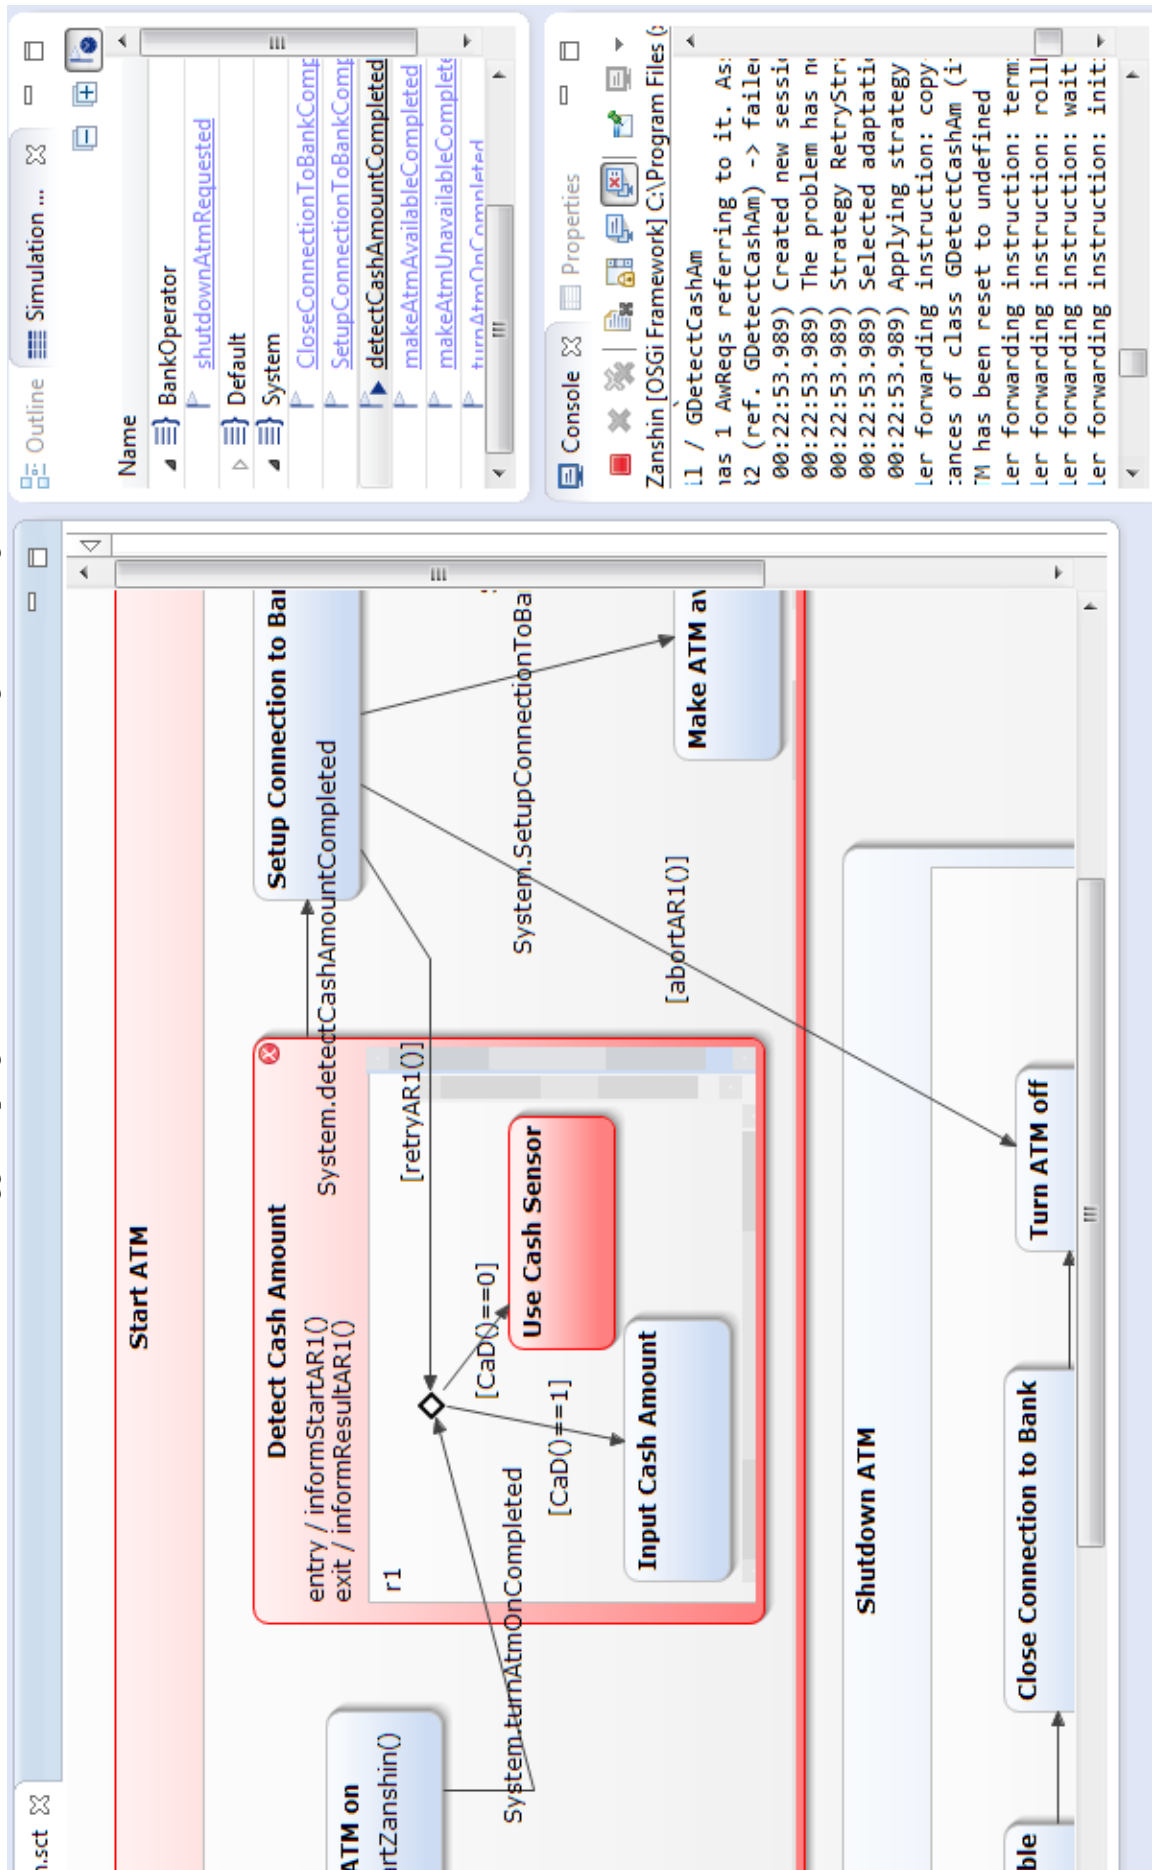 n.sct
Start ATM
ATM on
rtZanshin()
System.turnAtmOnCompleted
Detect Cash Amount
entry / informStartAR1()
exit / informResultAR1()
r1
[CaD()==0]
[CaD()==1]
Use Cash Sensor
Input Cash Amount
[retryAR1()]
System.detectCashAmountCompleted
Setup Connection to Ba
System.SetupConnectionToBa
[abortAR1()]
Make ATM av
Shutdown ATM
ble
Close Connection to Bank
Turn ATM off
Outline
Simulation ...
Name
BankOperator
shutdownAtmRequested
Default
System
CloseConnectionToBankComp
SetupConnectionToBankComp
detectCashAmountCompleted
makeAtmAvailableCompleted
makeAtmUnavailableComplete
turnAtmOnCompleted
Console
Properties
Zanshin [OSGi Framework] C:\Program Files (
il / GDetectCashAm
has 1 AwReqs referring to it. As
R2 (ref. GDetectCashAm) -> failed
00:22:53.989) Created new sessio
00:22:53.989) The problem has no
00:22:53.989) Strategy RetryStr
00:22:53.989) Selected adaptatio
00:22:53.989) Applying strategy
ler forwarding instruction: copy-
tances of class GDetectCashAm (i
TM has been reset to undefined
ler forwarding instruction: term
ler forwarding instruction: roll
ler forwarding instruction: wait
ler forwarding instruction: init